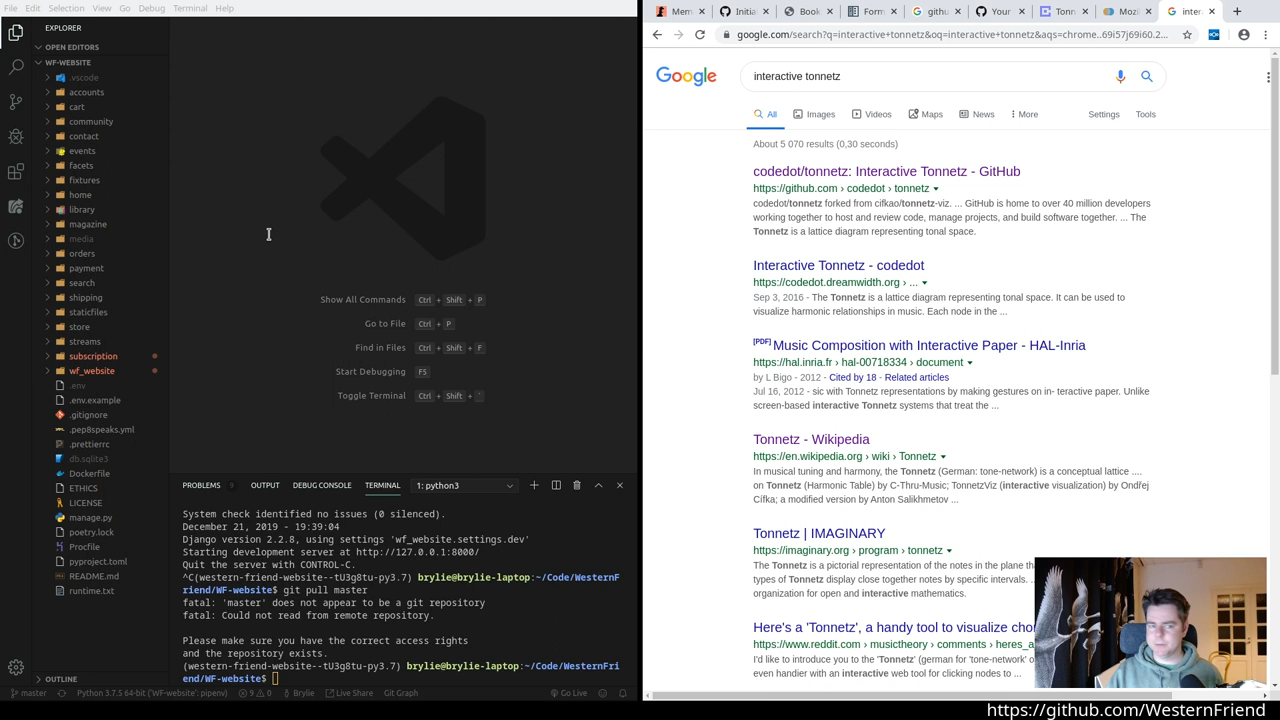 File Edit Selection View Go Debug Terminal Help
EXPLORER
OPEN EDITORS
WF-WEBSITE
.vscode
accounts
cart
community
contact
events
facets
fixtures
home
library
magazine
media
orders
payment
search
shipping
staticfiles
store
streams
subscription
wf_website
.env
.env.example
.gitignore
.pep8speaks.yml
.prettierrc
db.sqlite3
Dockerfile
ETHICS
LICENSE
manage.py
poetry.lock
Procfile
pyproject.toml
README.md
runtime.txt
OUTLINE
Show All Commands Ctrl + Shift + P
Go to File Ctrl + P
Find in Files Ctrl + Shift + F
Start Debugging F5
Toggle Terminal Ctrl + Shift + `
PROBLEMS 9 OUTPUT DEBUG CONSOLE TERMINAL 1: python3
System check identified no issues (0 silenced).
December 21, 2019 - 19:39:04
Django version 2.2.8, using settings 'wf_website.settings.dev'
Starting development server at http://127.0.0.1:8000/
Quit the server with CONTROL-C.
^C(western-friend-website--tU3g8tu-py3.7) brylie@brylie-laptop:~/Code/WesternF
riend/WF-website$ git pull master
fatal: 'master' does not appear to be a git repository
fatal: Could not read from remote repository.
Please make sure you have the correct access rights
and the repository exists.
(western-friend-website--tU3g8tu-py3.7) brylie@brylie-laptop:~/Code/WesternFri
end/WF-website$
master Python 3.7.5 64-bit ('WF-website': pipenv) 9 0 Brylie Live Share Git Graph Go Live
Mem Initia Book Form githu Your Tonn Mozil inter
google.com/search?q=interactive+tonnetz&oq=interactive+tonnetz&aqs=chrome..69i57j69i60.2...
Google interactive tonnetz
All Images Videos Maps News More Settings Tools
About 5 070 results (0,30 seconds)
codedot/tonnetz: Interactive Tonnetz - GitHub
https://github.com › codedot › tonnetz
codedot/tonnetz forked from cifkao/tonnetz-viz. ... GitHub is home to over 40 million developers
working together to host and review code, manage projects, and build software together. ... The
Tonnetz is a lattice diagram representing tonal space.
Interactive Tonnetz - codedot
https://codedot.dreamwidth.org › ...
Sep 3, 2016 - The Tonnetz is a lattice diagram representing tonal space. It can be used to
visualize harmonic relationships in music. Each node in the ...
[PDF] Music Composition with Interactive Paper - HAL-Inria
https://hal.inria.fr › hal-00718334 › document
by L Bigo - 2012 - Cited by 18 - Related articles
Jul 16, 2012 - sic with Tonnetz representations by making gestures on in- teractive paper. Unlike
screen-based interactive Tonnetz systems that treat the ...
Tonnetz - Wikipedia
https://en.wikipedia.org › wiki › Tonnetz
In musical tuning and harmony, the Tonnetz (German: tone-network) is a conceptual lattice ....
on Tonnetz (Harmonic Table) by C-Thru-Music; TonnetzViz (interactive visualization) by Ondřej
Cífka; a modified version by Anton Salikhmetov ...
Tonnetz | IMAGINARY
https://imaginary.org › program › tonnetz
The Tonnetz is a pictorial representation of the notes in the plane th
types of Tonnetz display close together notes by specific intervals.
organization for open and interactive mathematics.
Here's a 'Tonnetz', a handy tool to visualize cho
https://www.reddit.com › musictheory › comments › heres_a
I'd like to introduce you to the 'Tonnetz' (german for 'tone-network' o
even handier with an interactive web tool for clicking nodes to ...
https://github.com/WesternFriend